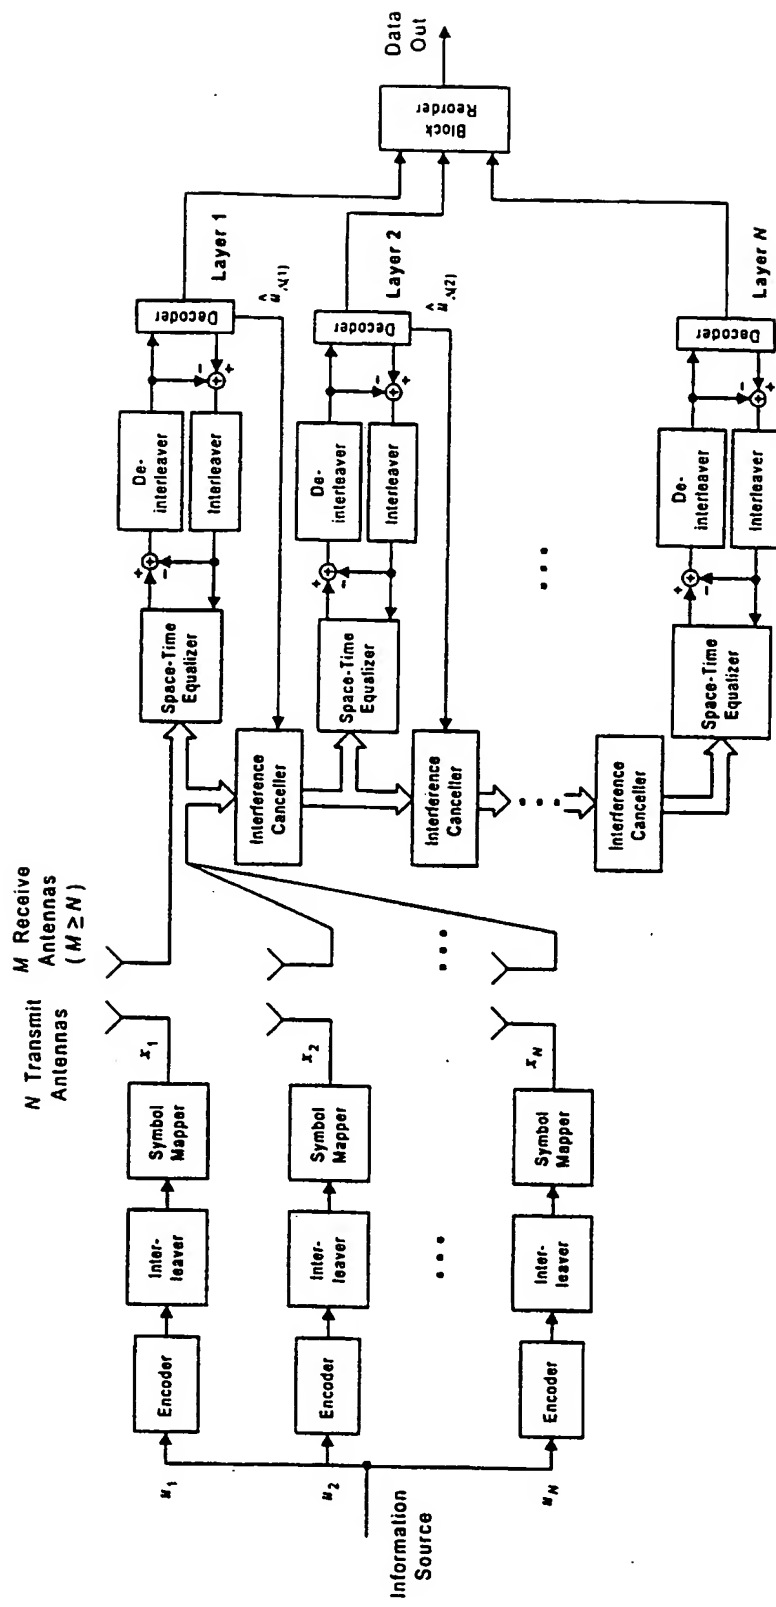 N Transmit
Antennas
M Receive
Antennas
(M ≥ N)
Information
Source
u1
Encoder
Inter-
leaver
Symbol
Mapper
x1
u2
Encoder
Inter-
leaver
Symbol
Mapper
x2
uN
Encoder
Inter-
leaver
Symbol
Mapper
xN
Space-Time
Equalizer
+
-
De-
interleaver
Interleaver
-
+
Decoder
Layer 1
Interference
Canceller
Space-Time
Equalizer
+
-
De-
interleaver
Interleaver
-
+
Decoder
Layer 2
Interference
Canceller
Interference
Canceller
Space-Time
Equalizer
+
-
De-
interleaver
Interleaver
-
+
Decoder
Layer N
Block
Reorder
Data
Out